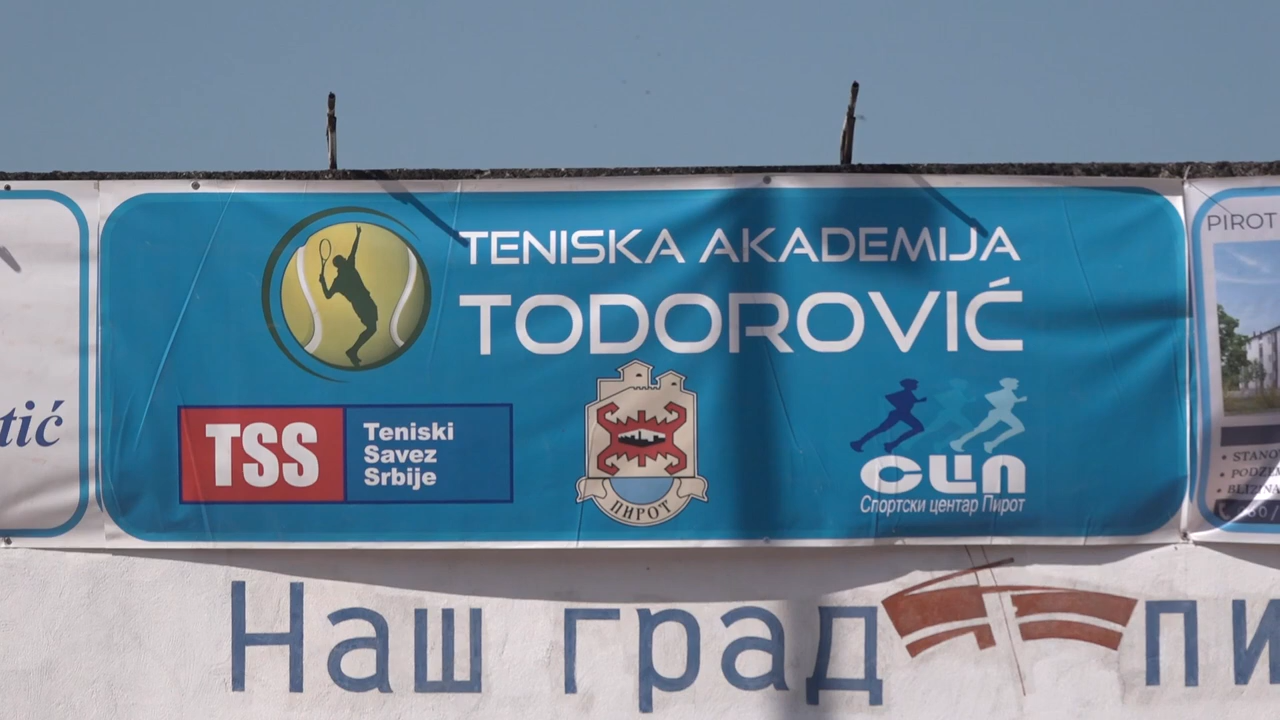 TENISKA AKADEMIJA
TODOROVIĆ
TSS
Teniski
Savez
Srbije
ПИРОТ
СЦП
Спортски центар Пирот
tić
PIROT
Наш град